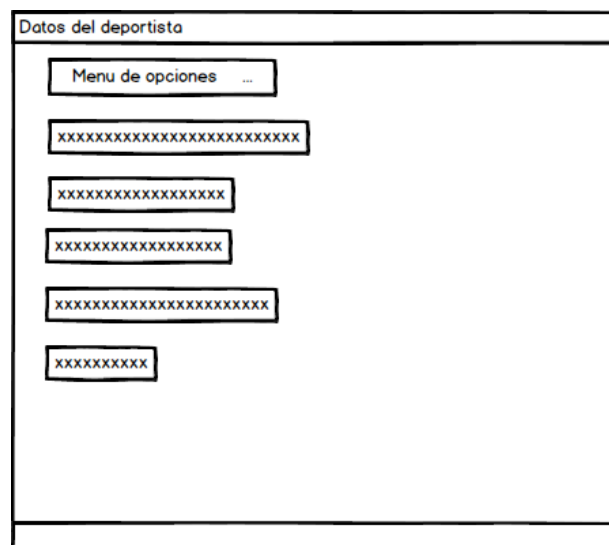 Datos del deportista
Menu de opciones ...
xxxxxxxxxxxxxxxxxxxxxxxxxx
xxxxxxxxxxxxxxxxxx
xxxxxxxxxxxxxxxxxx
xxxxxxxxxxxxxxxxxxxxxxx
xxxxxxxxxx